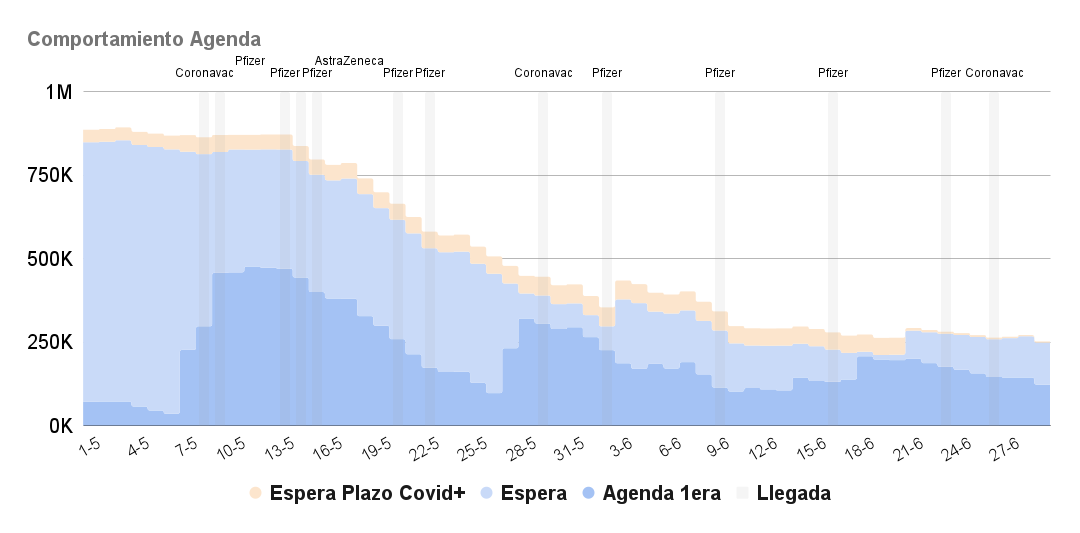 Comportamiento Agenda
Pfizer AstraZeneca
Coronavac Pfizer Pfizer Pfizer Pfizer Coronavac Pfizer Pfizer Pfizer Pfizer Coronavac
1M
750K
500K
250K
0K
1-5 4-5 7-5 10-5 13-5 16-5 19-5 22-5 25-5 28-5 31-5 3-6 6-6 9-6 12-6 15-6 18-6 21-6 24-6 27-6
Espera Plazo Covid+ Espera Agenda 1era Llegada